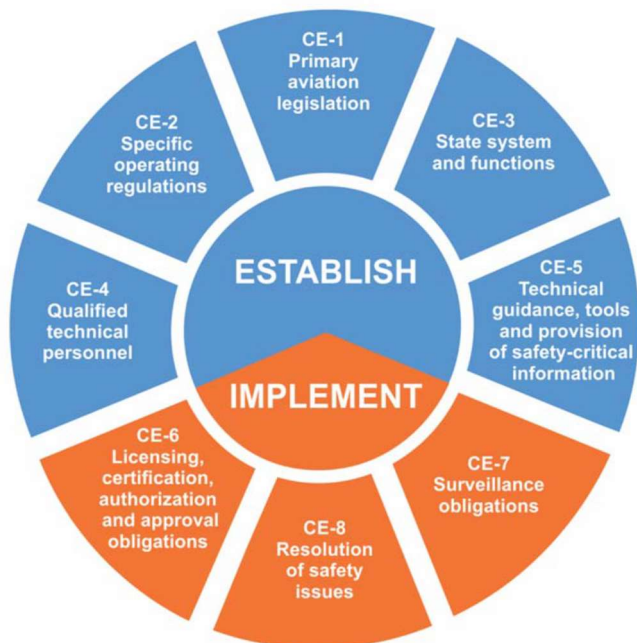 CE-1
Primary
aviation
legislation
CE-2
Specific
operating
regulations
CE-3
State system
and functions
CE-4
Qualified
technical
personnel
CE-5
Technical
guidance, tools
and provision
of safety-critical
information
ESTABLISH
IMPLEMENT
CE-6
Licensing,
certification,
authorization
and approval
obligations
CE-7
Surveillance
obligations
CE-8
Resolution
of safety
issues